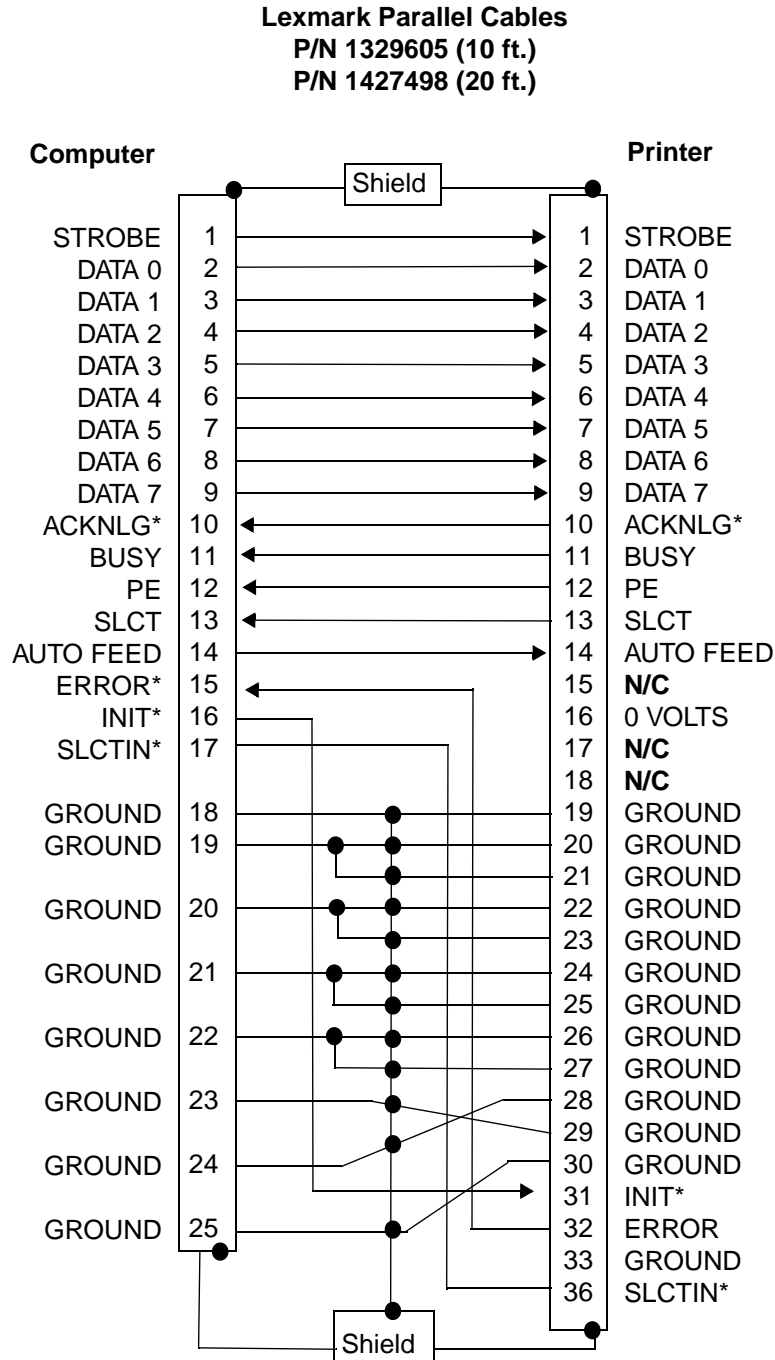 Lexmark Parallel Cables
P/N 1329605 (10 ft.)
P/N 1427498 (20 ft.)
Computer Printer
Shield
STROBE 1 1 STROBE
DATA 0 2 2 DATA 0
DATA 1 3 3 DATA 1
DATA 2 4 4 DATA 2
DATA 3 5 5 DATA 3
DATA 4 6 6 DATA 4
DATA 5 7 7 DATA 5
DATA 6 8 8 DATA 6
DATA 7 9 9 DATA 7
ACKNLG* 10 10 ACKNLG*
BUSY 11 11 BUSY
PE 12 12 PE
SLCT 13 13 SLCT
AUTO FEED 14 14 AUTO FEED
ERROR* 15 15 N/C
INIT* 16 16 0 VOLTS
SLCTIN* 17 17 N/C
18 N/C
GROUND 18 19 GROUND
GROUND 19 20 GROUND
21 GROUND
GROUND 20 22 GROUND
23 GROUND
GROUND 21 24 GROUND
25 GROUND
GROUND 22 26 GROUND
27 GROUND
GROUND 23 28 GROUND
29 GROUND
GROUND 24 30 GROUND
31 INIT*
GROUND 25 32 ERROR
33 GROUND
36 SLCTIN*
Shield